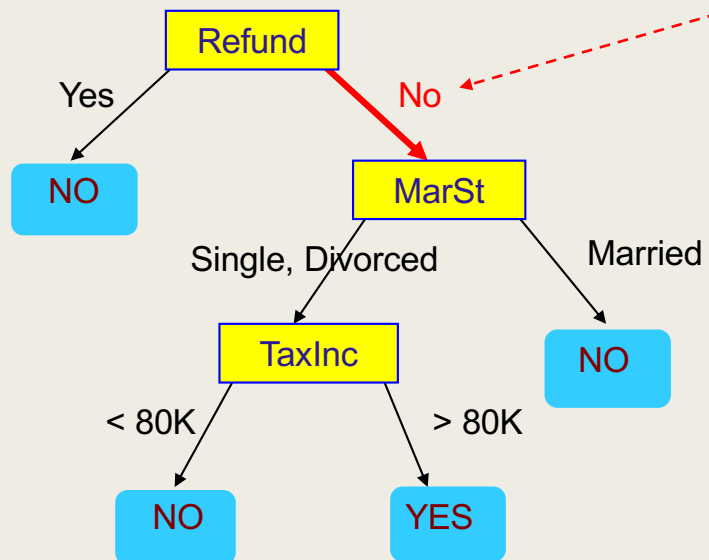 Refund
Yes
No
NO
MarSt
Single, Divorced
Married
TaxInc
NO
< 80K
> 80K
NO
YES